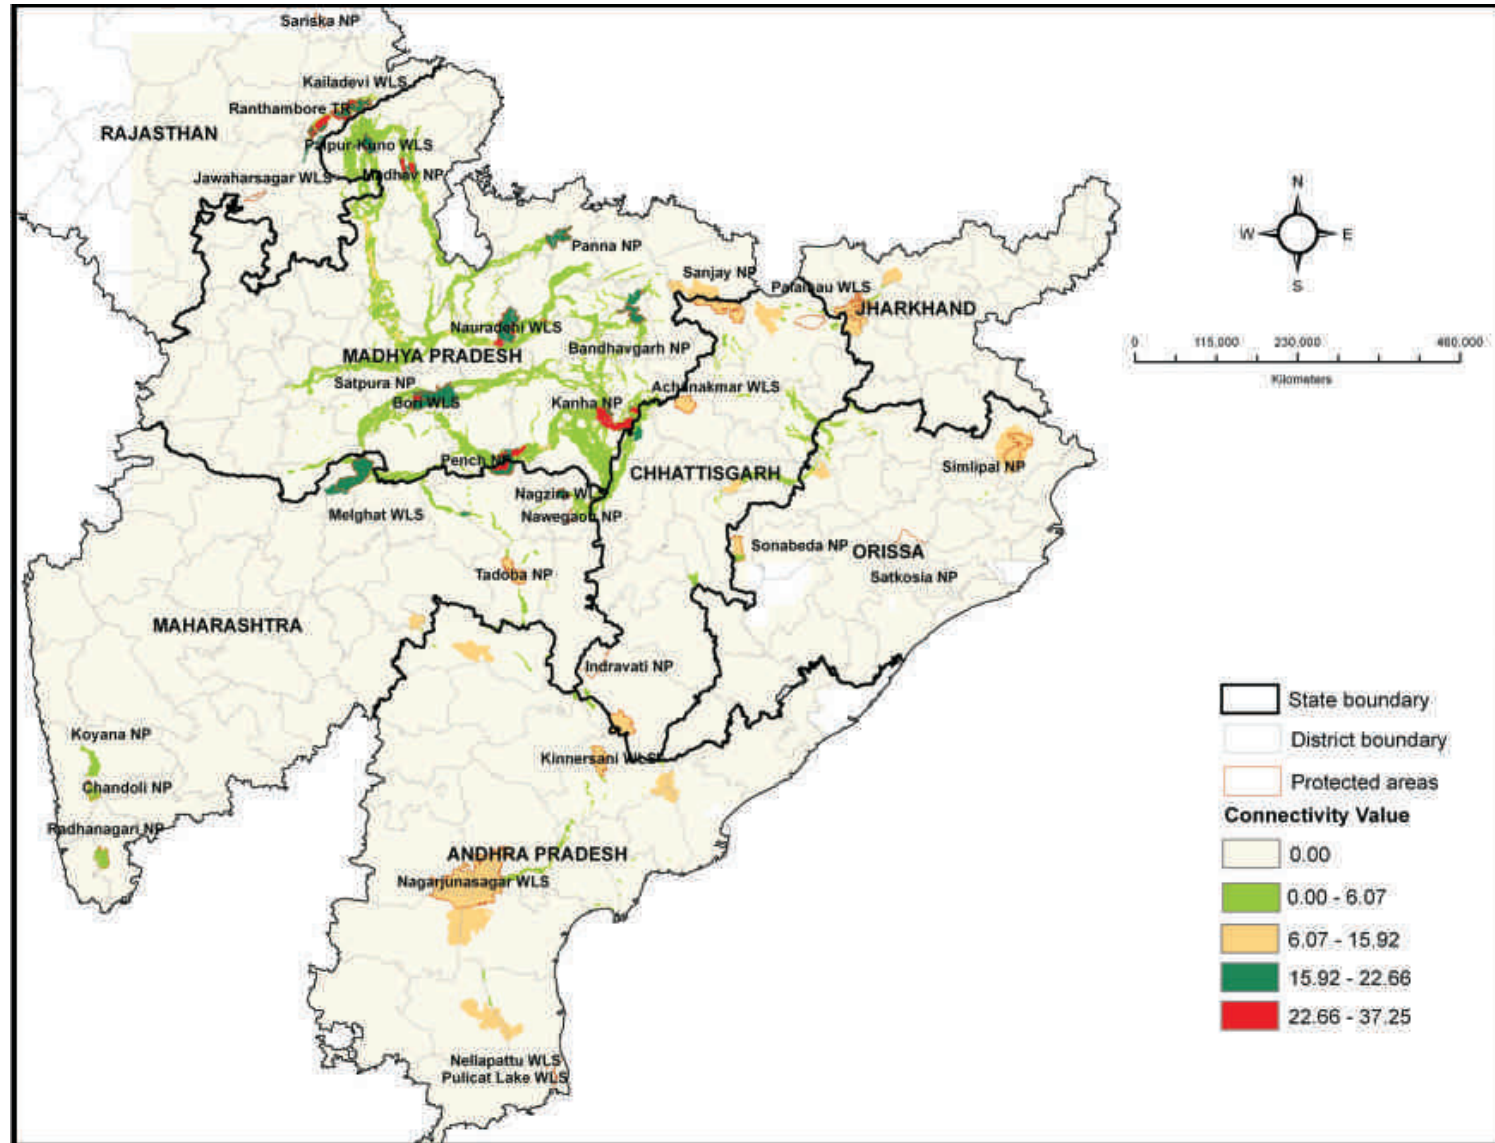 Sariska NP
Kailadevi WLS
Ranthambore TR
RAJASTHAN
Palpur-Kuno WLS
Jawaharsagar WLS
Madhav NP
Panna NP
Sanjay NP
Palamau WLS
JHARKHAND
Nauradehi WLS
Bandhavgarh NP
MADHYA PRADESH
Satpura NP
Bori WLS
Kanha NP
Achanakmar WLS
Pench NP
CHHATTISGARH
Simlipal NP
Nagzira WLS
Melghat WLS
Nawegaon NP
Sonabeda NP
ORISSA
Tadoba NP
Satkosia NP
MAHARASHTRA
Indravati NP
Koyana NP
Kinnersani WLS
Chandoli NP
Radhanagari NP
ANDHRA PRADESH
Nagarjunasagar WLS
Nellapattu WLS
Pulicat Lake WLS
N
W E
S
0 115,000 230,000 460,000
Kilometers
State boundary
District boundary
Protected areas
Connectivity Value
0.00
0.00 - 6.07
6.07 - 15.92
15.92 - 22.66
22.66 - 37.25